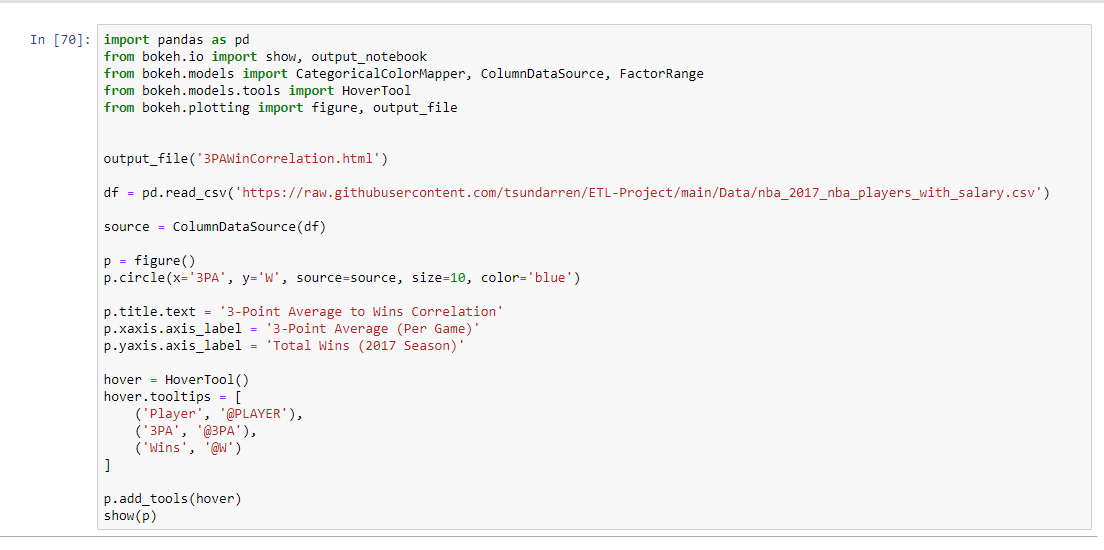 In [70]: import pandas as pd
from bokeh.io import show, output_notebook
from bokeh.models import CategoricalColorMapper, ColumnDataSource, FactorRange
from bokeh.models.tools import HoverTool
from bokeh.plotting import figure, output_file

output_file('3PAWinCorrelation.html')

df = pd.read_csv('https://raw.githubusercontent.com/tsundarren/ETL-Project/main/Data/nba_2017_nba_players_with_salary.csv')

source = ColumnDataSource(df)

p = figure()
p.circle(x='3PA', y='W', source=source, size=10, color='blue')

p.title.text = '3-Point Average to Wins Correlation'
p.xaxis.axis_label = '3-Point Average (Per Game)'
p.yaxis.axis_label = 'Total Wins (2017 Season)'

hover = HoverTool()
hover.tooltips = [
    ('Player', '@PLAYER'),
    ('3PA', '@3PA'),
    ('Wins', '@W')
]

p.add_tools(hover)
show(p)